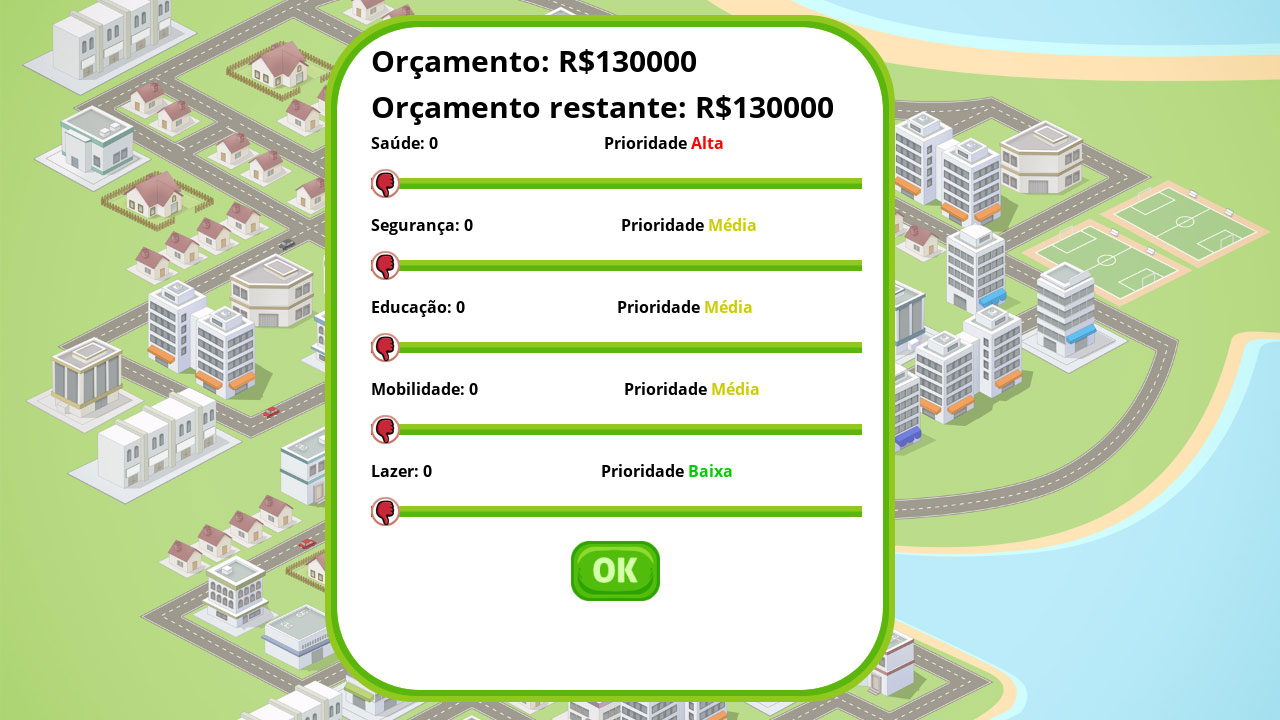 Orçamento: R$130000
Orçamento restante: R$130000
Saúde: 0 Prioridade Alta
Segurança: 0 Prioridade Média
Educação: 0 Prioridade Média
Mobilidade: 0 Prioridade Média
Lazer: 0 Prioridade Baixa
OK